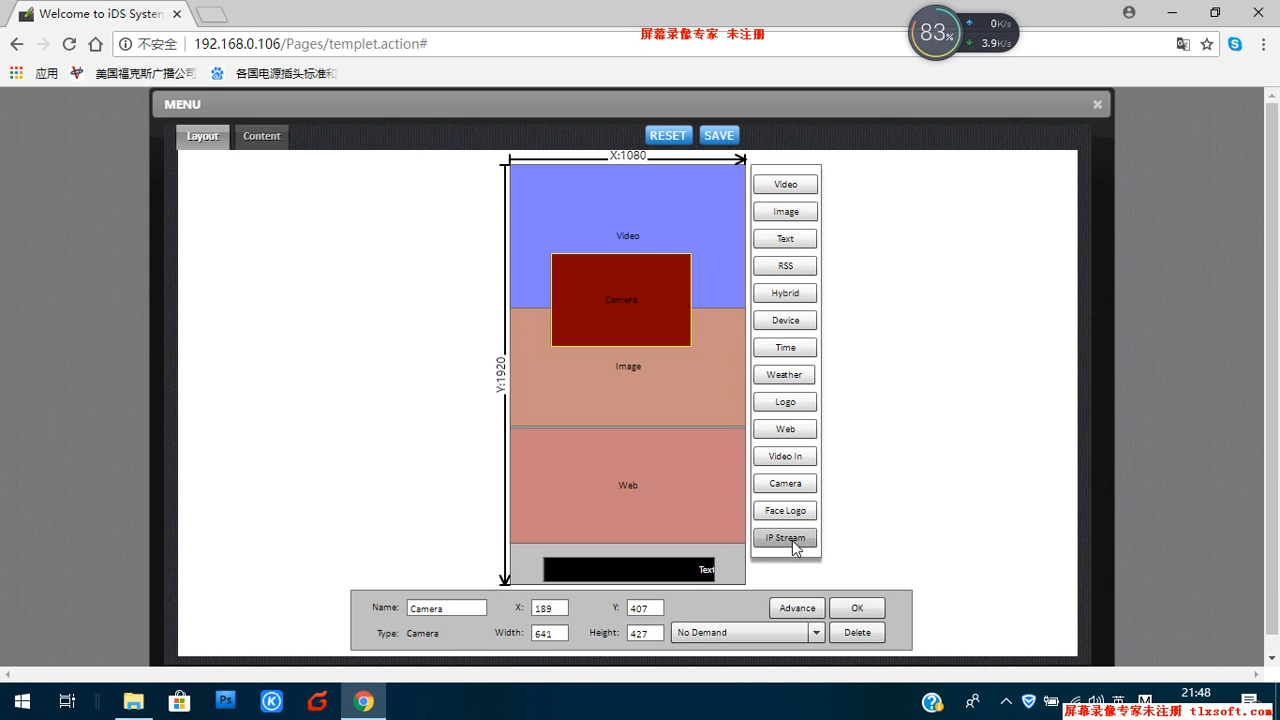 Welcome to iDS System
屏幕录像专家 未注册
83%
0K/s
3.9K/s
不安全
192.168.0.106/Pages/templet.action#
应用
美国福克斯广播公司
各国电源插头标准和
MENU
Layout
Content
RESET
SAVE
X:1080
Y:1920
Video
Camera
Image
Web
Text
Video
Image
Text
RSS
Hybrid
Device
Time
Weather
Logo
Web
Video In
Camera
Face Logo
IP Stream
Name: Camera X: 189 Y: 407 Advance OK
Type: Camera Width: 641 Height: 427 No Demand Delete
Ps
K
英
M
21:48
屏幕录像专家未注册 tlxsoft.com